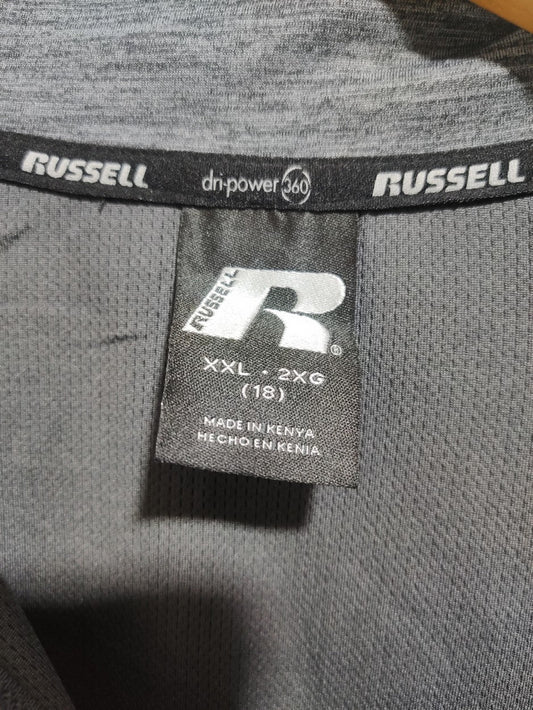 RUSSELL dri-power 360 RUSSELL
RUSSELL R ®
XXL • 2XG
(18)
MADE IN KENYA
HECHO EN KENIA